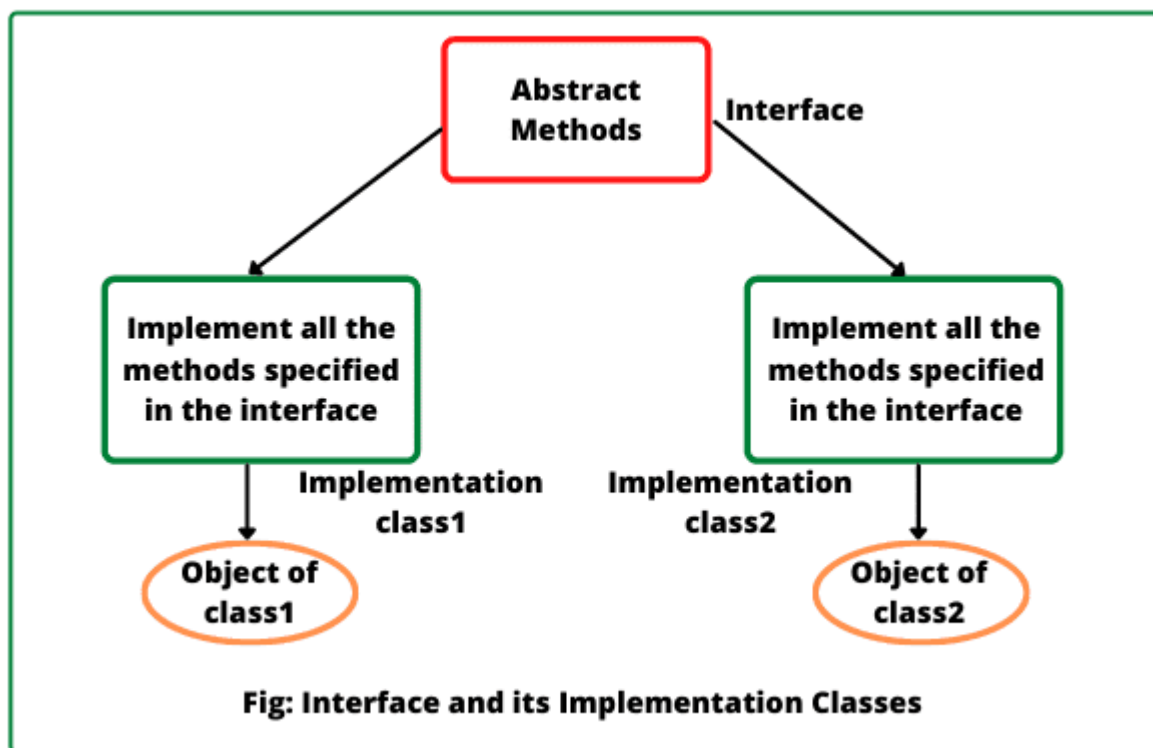 Abstract
Methods
Interface
Implement all the
methods specified
in the interface
Implement all the
methods specified
in the interface
Implementation
class1
Implementation
class2
Object of
class1
Object of
class2
Fig: Interface and its Implementation Classes